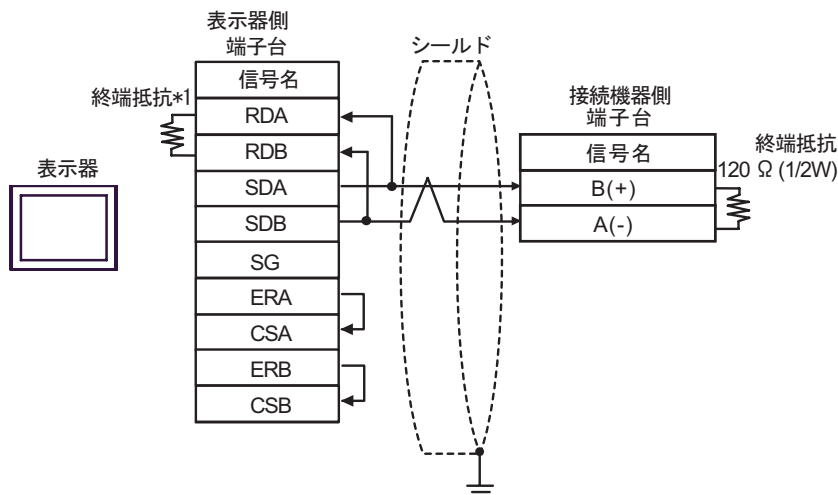 表示器側
端子台
シールド
信号名
終端抵抗*1
RDA
RDB
SDA
SDB
SG
ERA
CSA
ERB
CSB
表示器
接続機器側
端子台
信号名
B(+)
A(-)
終端抵抗
120 Ω (1/2W)